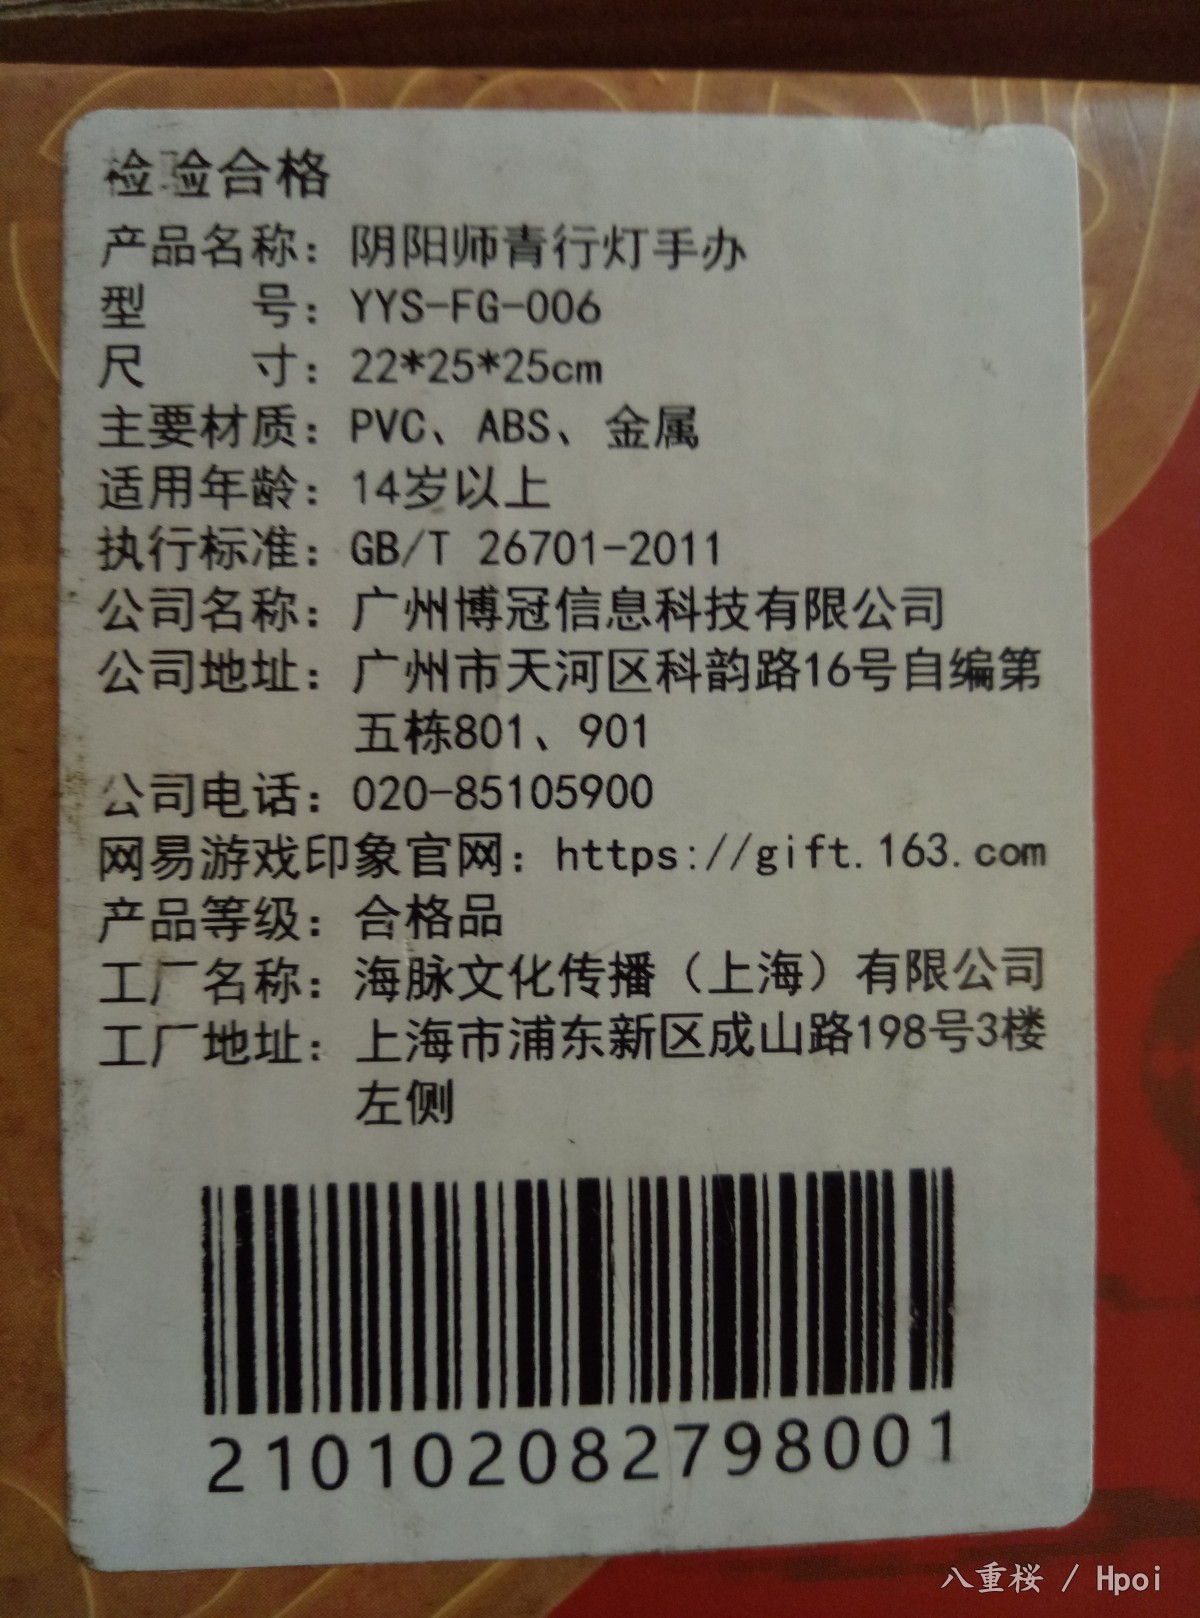 检验合格
产品名称：阴阳师青行灯手办
型　　号：YYS-FG-006
尺　　寸：22*25*25cm
主要材质：PVC、ABS、金属
适用年龄：14岁以上
执行标准：GB/T 26701-2011
公司名称：广州博冠信息科技有限公司
公司地址：广州市天河区科韵路16号自编第
五栋801、901
公司电话：020-85105900
网易游戏印象官网：https://gift.163.com
产品等级：合格品
工厂名称：海脉文化传播（上海）有限公司
工厂地址：上海市浦东新区成山路198号3楼
左侧
210102082798001
八重桜 / Hpoi